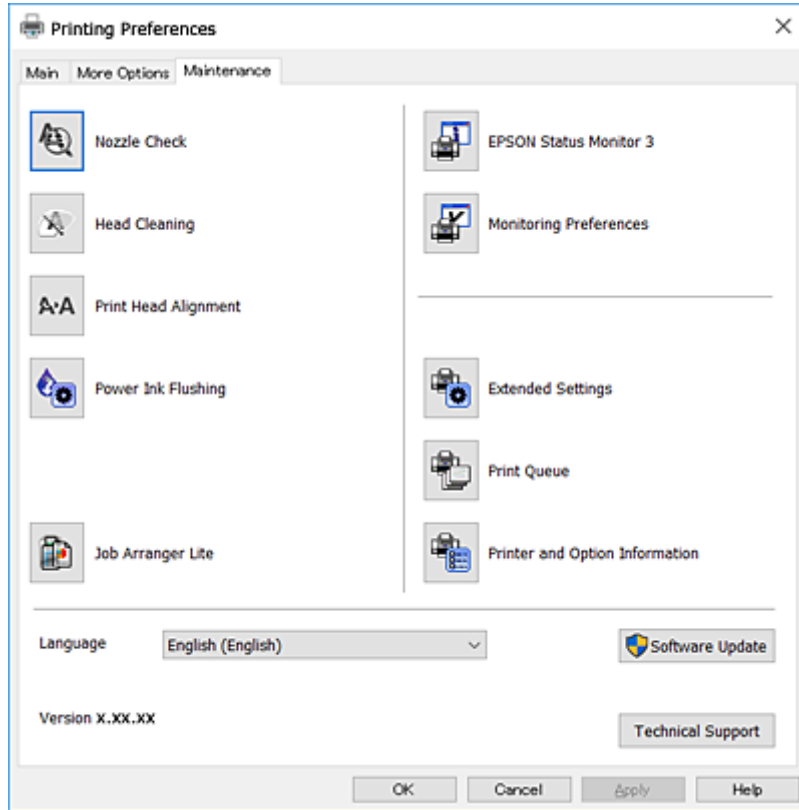 Printing Preferences
Main More Options Maintenance
Nozzle Check
Head Cleaning
A·A Print Head Alignment
Power Ink Flushing
Job Arranger Lite
EPSON Status Monitor 3
Monitoring Preferences
Extended Settings
Print Queue
Printer and Option Information
Language English (English)
Software Update
Version X.XX.XX
Technical Support
OK Cancel Apply Help